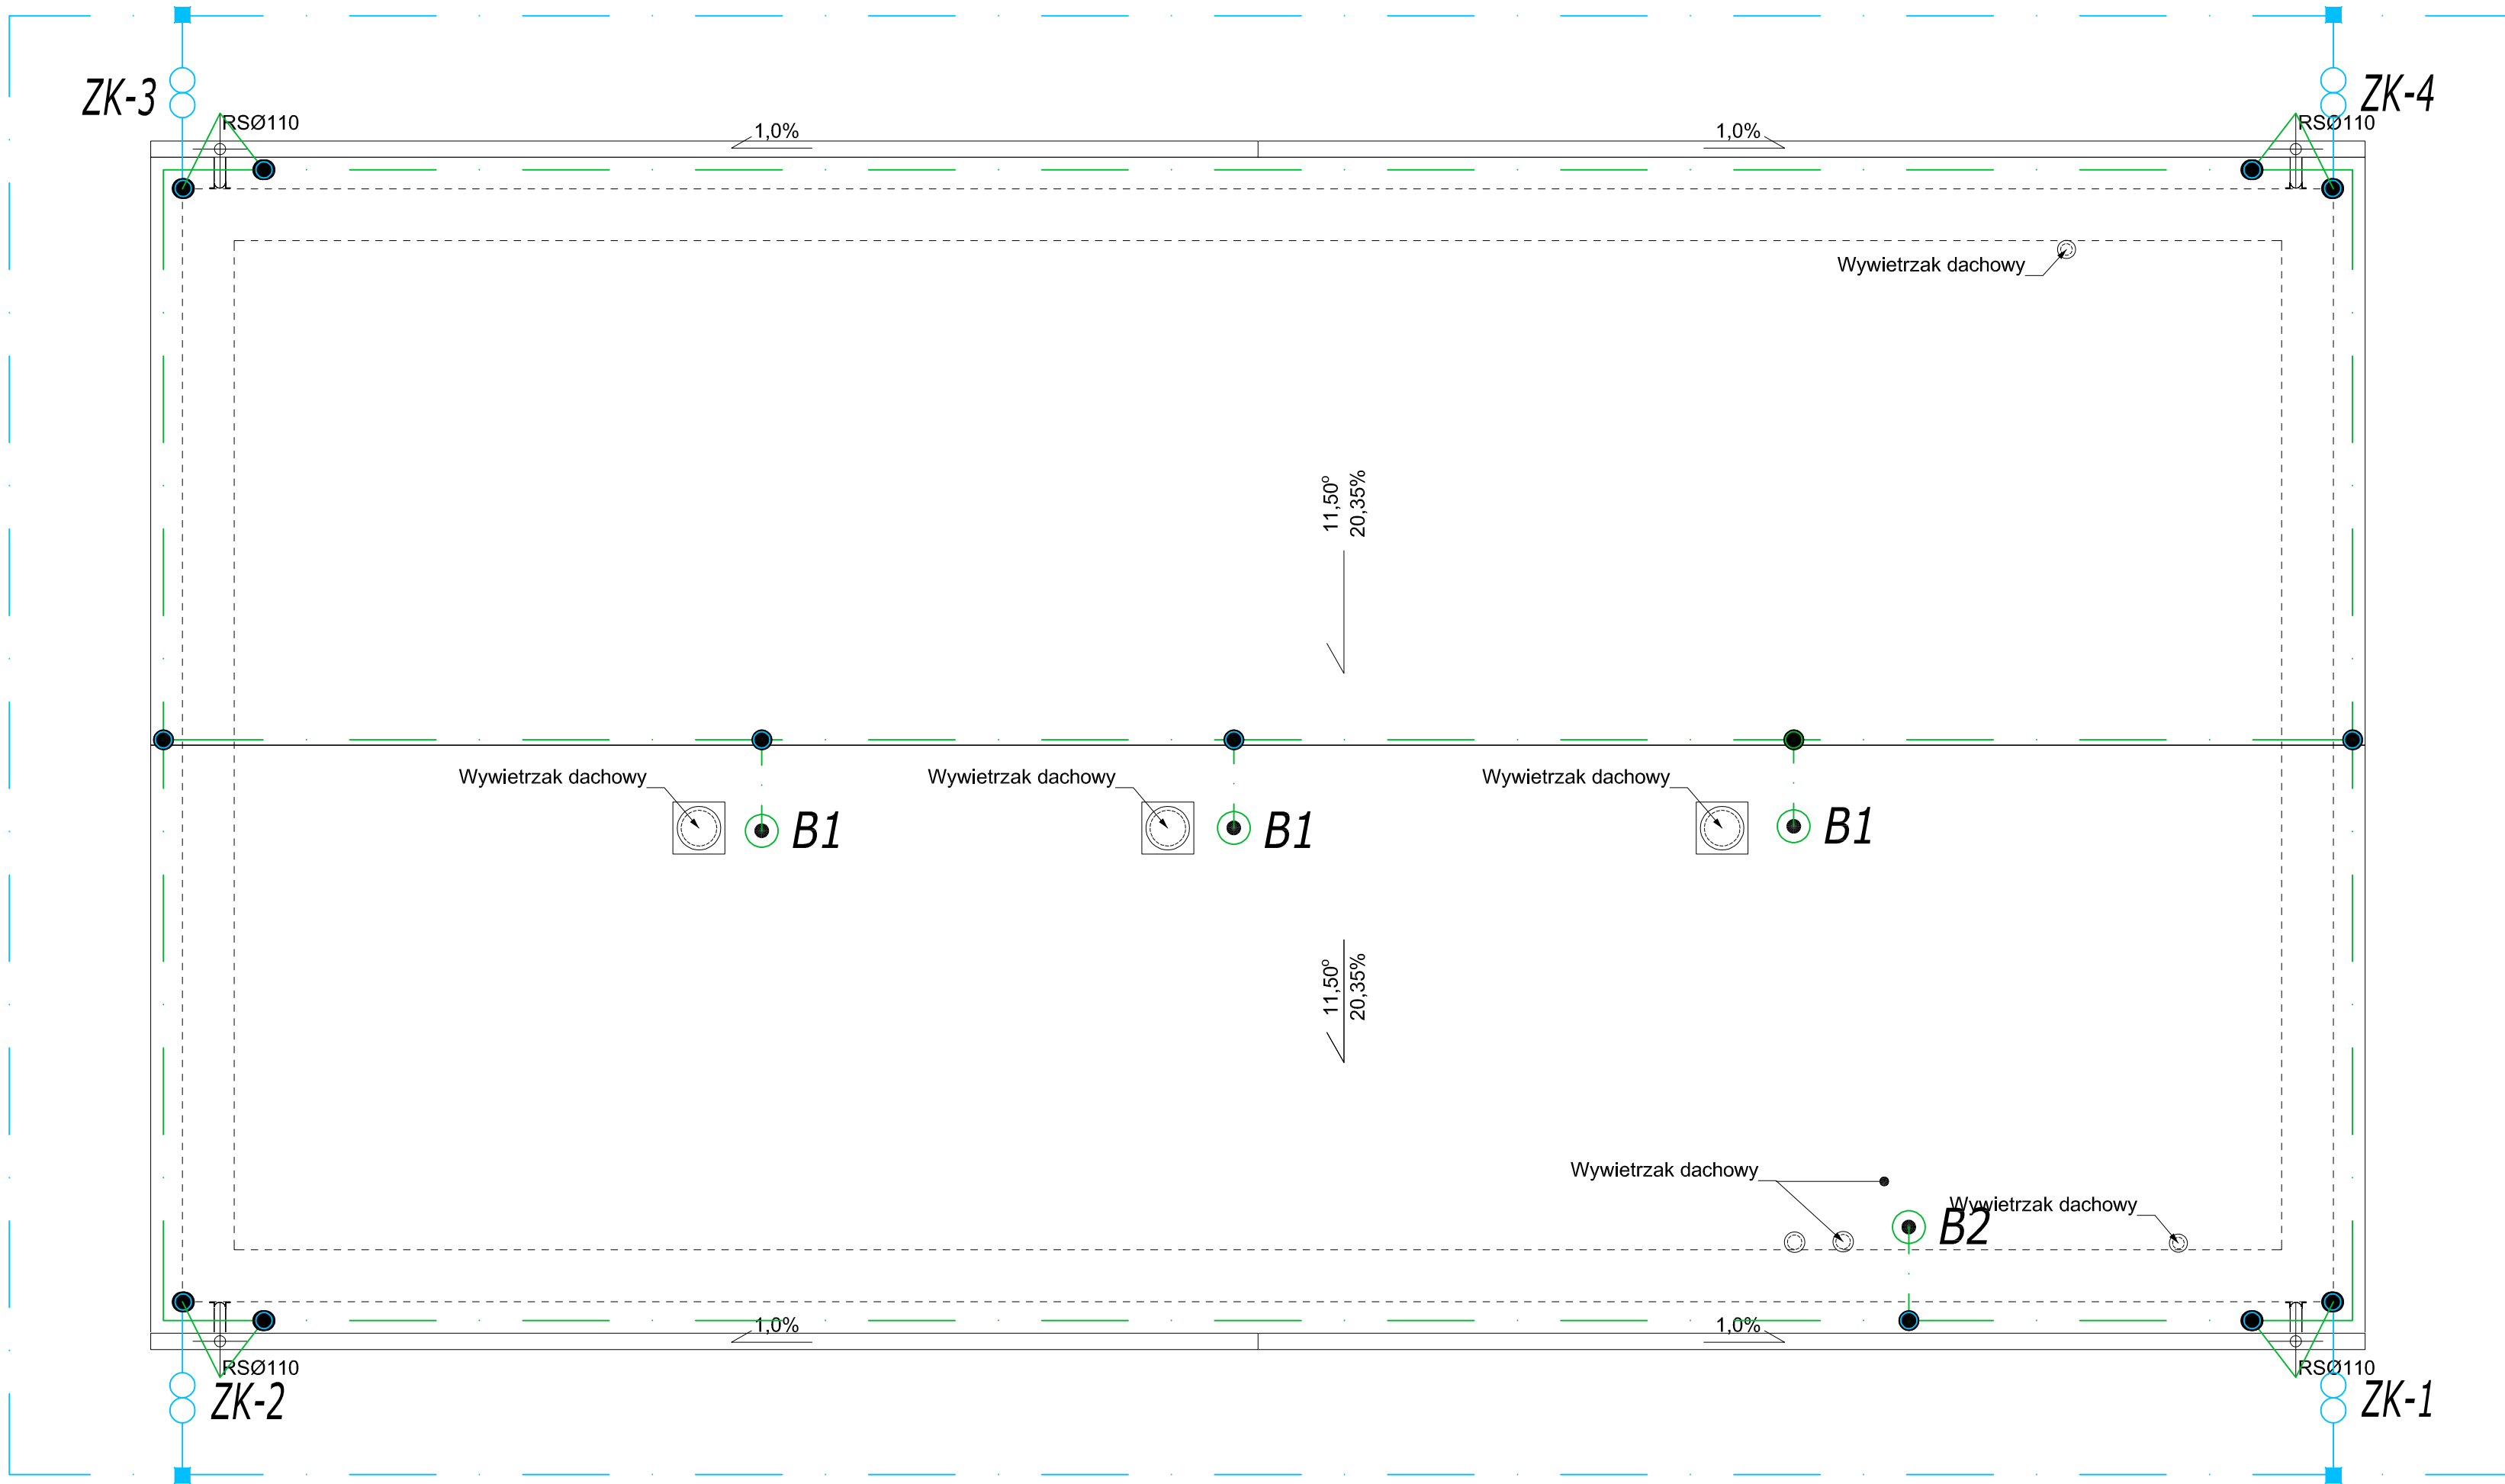 ZK-3
ZK-4
RSØ110
RSØ110
1,0%
1,0%
Wywietrzak dachowy
11,50°
20,35%
Wywietrzak dachowy
Wywietrzak dachowy
Wywietrzak dachowy
B1
B1
B1
11,50°
20,35%
Wywietrzak dachowy
Wywietrzak dachowy
B2
1,0%
1,0%
RSØ110
RSØ110
ZK-2
ZK-1